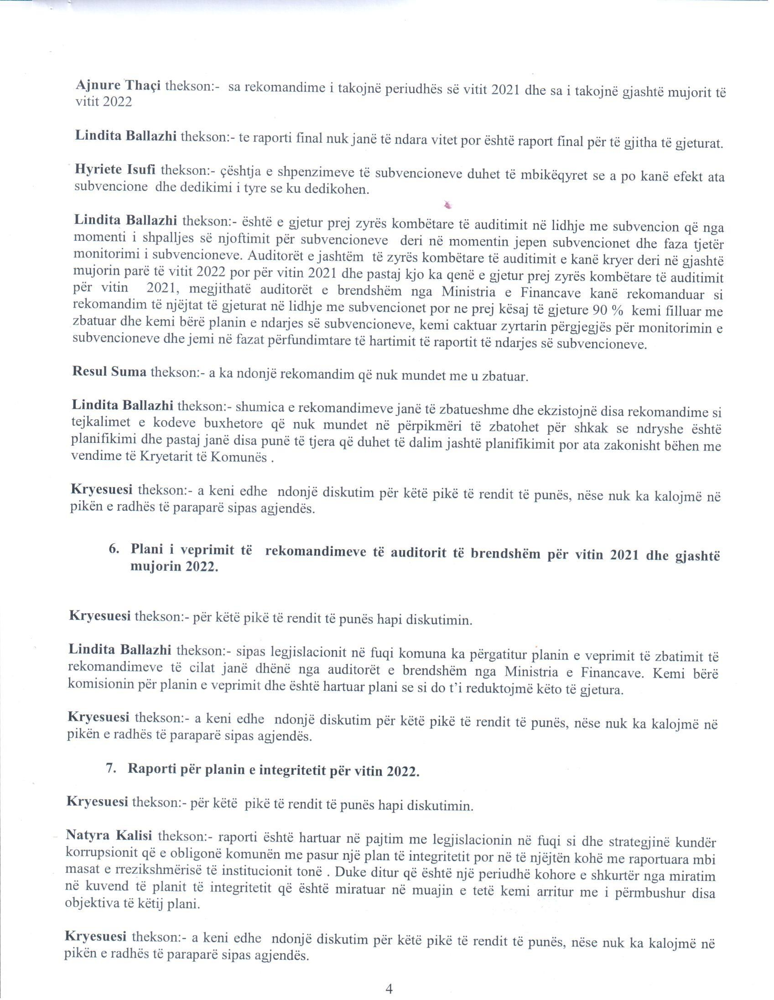 Ajnure Thaçi thekson:- sa rekomandime i takojnë periudhës së vitit 2021 dhe sa i takojnë gjashtë mujorit të
vitit 2022
Lindita Ballazhi thekson:- te raporti final nuk janë të ndara vitet por është raport final për të gjitha të gjeturat.
Hyriete Isufi thekson:- çështja e shpenzimeve të subvencioneve duhet të mbikëqyret se a po kanë efekt ata
subvencione dhe dedikimi i tyre se ku dedikohen.
Lindita Ballazhi thekson:- është e gjetur prej zyrës kombëtare të auditimit në lidhje me subvencion që nga
momenti i shpalljes së njoftimit për subvencioneve deri në momentin jepen subvencionet dhe faza tjetër
monitorimi i subvencioneve. Auditorët e jashtëm të zyrës kombëtare të auditimit e kanë kryer deri në gjashtë
mujorin parë të vitit 2022 por për vitin 2021 dhe pastaj kjo ka qenë e gjetur prej zyrës kombëtare të auditimit
për vitin 2021, megjithatë auditorët e brendshëm nga Ministria e Financave kanë rekomanduar si
rekomandim të njëjtat të gjeturat në lidhje me subvencionet por ne prej kësaj të gjeture 90 % kemi filluar me
zbatuar dhe kemi bërë planin e ndarjes së subvencioneve, kemi caktuar zyrtarin përgjegjës për monitorimin e
subvencioneve dhe jemi në fazat përfundimtare të hartimit të raportit të ndarjes së subvencioneve.
Resul Suma thekson:- a ka ndonjë rekomandim që nuk mundet me u zbatuar.
Lindita Ballazhi thekson:- shumica e rekomandimeve janë të zbatueshme dhe ekzistojnë disa rekomandime si
tejkalimet e kodeve buxhetore që nuk mundet në përpikmëri të zbatohet për shkak se ndryshe është
planifikimi dhe pastaj janë disa punë të tjera që duhet të dalim jashtë planifikimit por ata zakonisht bëhen me
vendime të Kryetarit të Komunës .
Kryesuesi thekson:- a keni edhe ndonjë diskutim për këtë pikë të rendit të punës, nëse nuk ka kalojmë në
pikën e radhës të paraparë sipas agjendës.
6. Plani i veprimit të rekomandimeve të auditorit të brendshëm për vitin 2021 dhe gjashtë
mujorin 2022.
Kryesuesi thekson:- për këtë pikë të rendit të punës hapi diskutimin.
Lindita Ballazhi thekson:- sipas legjislacionit në fuqi komuna ka përgatitur planin e veprimit të zbatimit të
rekomandimeve të cilat janë dhënë nga auditorët e brendshëm nga Ministria e Financave. Kemi bërë
komisionin për planin e veprimit dhe është hartuar plani se si do t’i reduktojmë këto të gjetura.
Kryesuesi thekson:- a keni edhe ndonjë diskutim për këtë pikë të rendit të punës, nëse nuk ka kalojmë në
pikën e radhës të paraparë sipas agjendës.
7. Raporti për planin e integritetit për vitin 2022.
Kryesuesi thekson:- për këtë pikë të rendit të punës hapi diskutimin.
Natyra Kalisi thekson:- raporti është hartuar në pajtim me legjislacionin në fuqi si dhe strategjinë kundër
korrupsionit që e obligonë komunën me pasur një plan të integritetit por në të njëjtën kohë me raportuara mbi
masat e rrezikshmërisë të institucionit tonë . Duke ditur që është një periudhë kohore e shkurtër nga miratim
në kuvend të planit të integritetit që është miratuar në muajin e tetë kemi arritur me i përmbushur disa
objektiva të këtij plani.
Kryesuesi thekson:- a keni edhe ndonjë diskutim për këtë pikë të rendit të punës, nëse nuk ka kalojmë në
pikën e radhës të paraparë sipas agjendës.
4